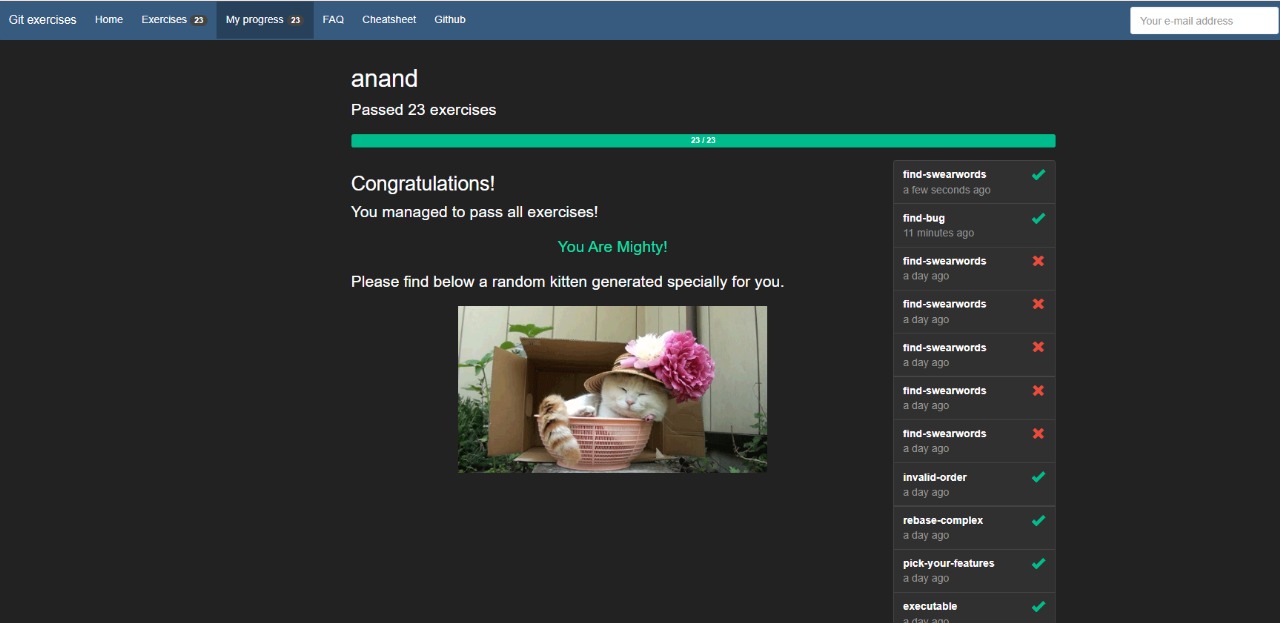 Git exercises Home Exercises 23 My progress 23 FAQ Cheatsheet Github Your e-mail address
anand
Passed 23 exercises
23 / 23
Congratulations!
You managed to pass all exercises!
You Are Mighty!
Please find below a random kitten generated specially for you.
find-swearwords
a few seconds ago
find-bug
11 minutes ago
find-swearwords
a day ago
find-swearwords
a day ago
find-swearwords
a day ago
find-swearwords
a day ago
find-swearwords
a day ago
invalid-order
a day ago
rebase-complex
a day ago
pick-your-features
a day ago
executable
a day ago